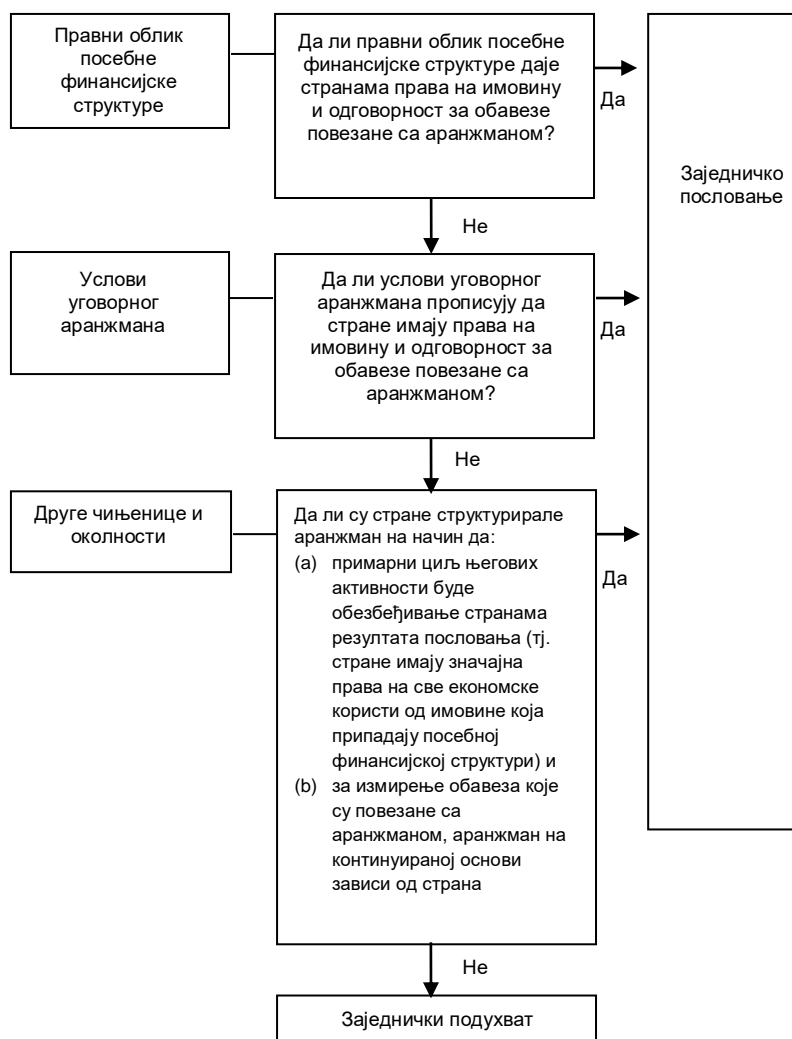 Правни облик
посебне
финансијске
структуре
Да ли правни облик посебне
финансијске структуре даје
странама права на имовину
и одговорност за обавезе
повезане са аранжманом?
Да
Заједничко
пословање
Не
Услови
уговорног
аранжмана
Да ли услови уговорног
аранжмана прописују да
стране имају права на
имовину и одговорност за
обавезе повезане са
аранжманом?
Да
Не
Друге чињенице и
околности
Да ли су стране структурирале
аранжман на начин да:
(a) примарни циљ његових
активности буде
обезбеђивање странама
резултата пословања (тј.
стране имају значајна
права на све економске
користи од имовине која
припадају посебној
финансијској структури) и
(b) за измирење обавеза које
су повезане са
аранжманом, аранжман на
континуираној основи
зависи од страна
Да
Не
Заједнички подухват